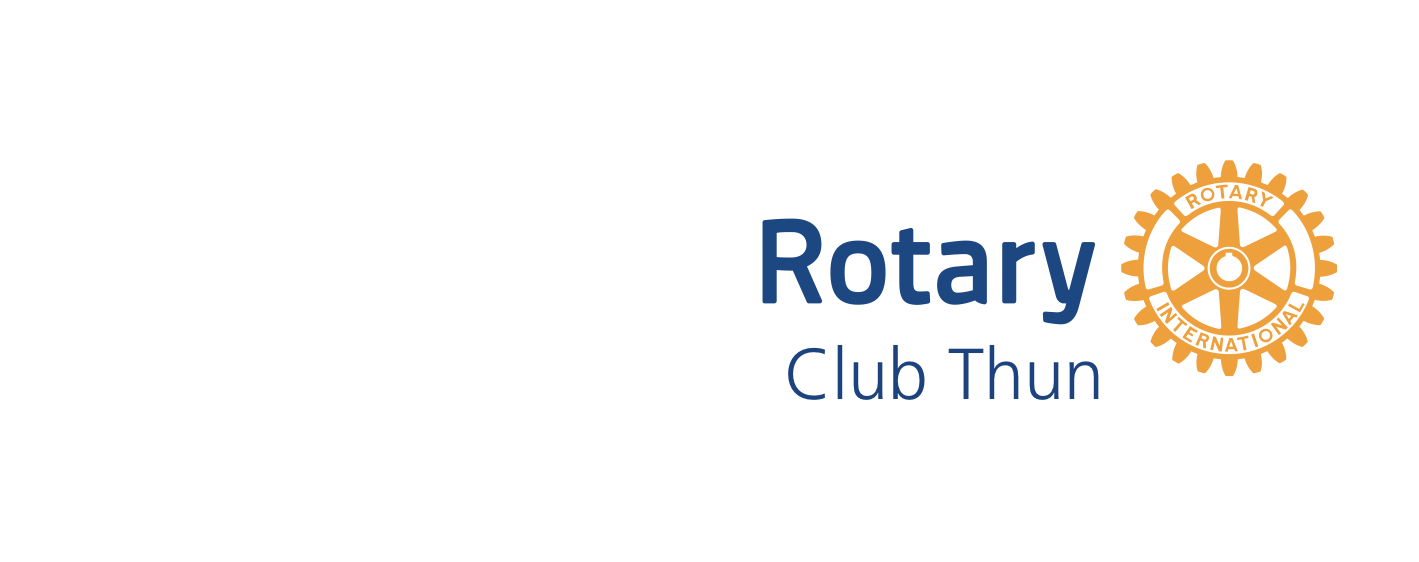 Rotary
Club Thun
ROTARY
INTERNATIONAL